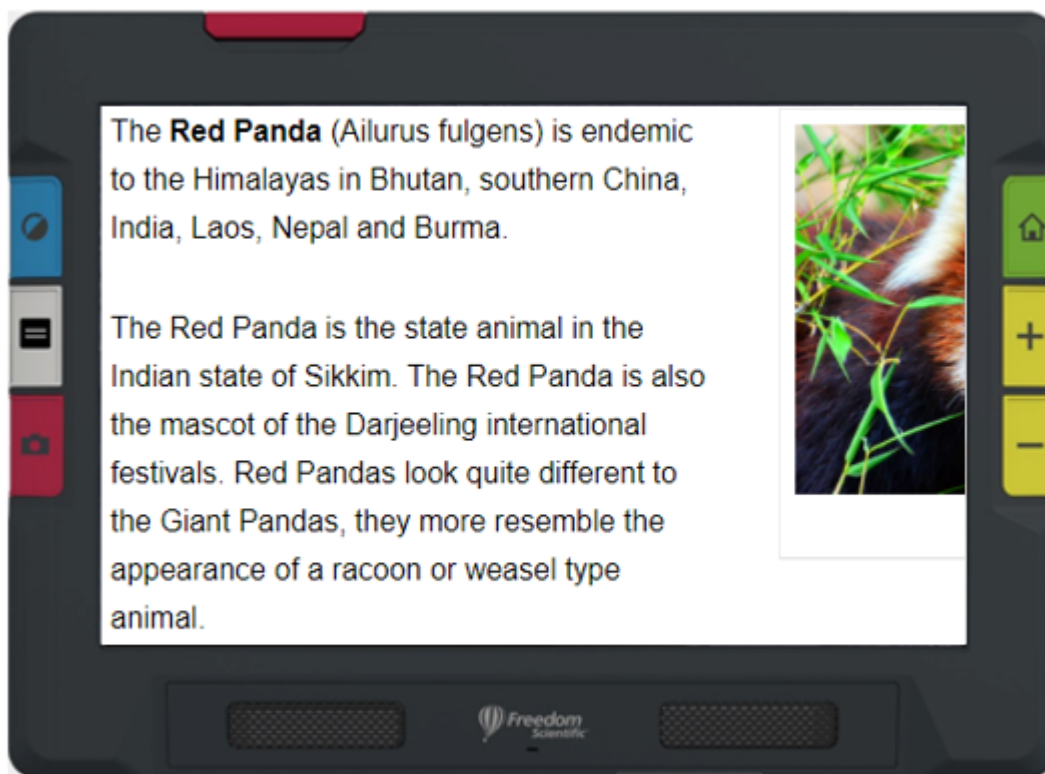 The Red Panda (Ailurus fulgens) is endemic
to the Himalayas in Bhutan, southern China,
India, Laos, Nepal and Burma.
The Red Panda is the state animal in the
Indian state of Sikkim. The Red Panda is also
the mascot of the Darjeeling international
festivals. Red Pandas look quite different to
the Giant Pandas, they more resemble the
appearance of a racoon or weasel type
animal.
Freedom
Scientific